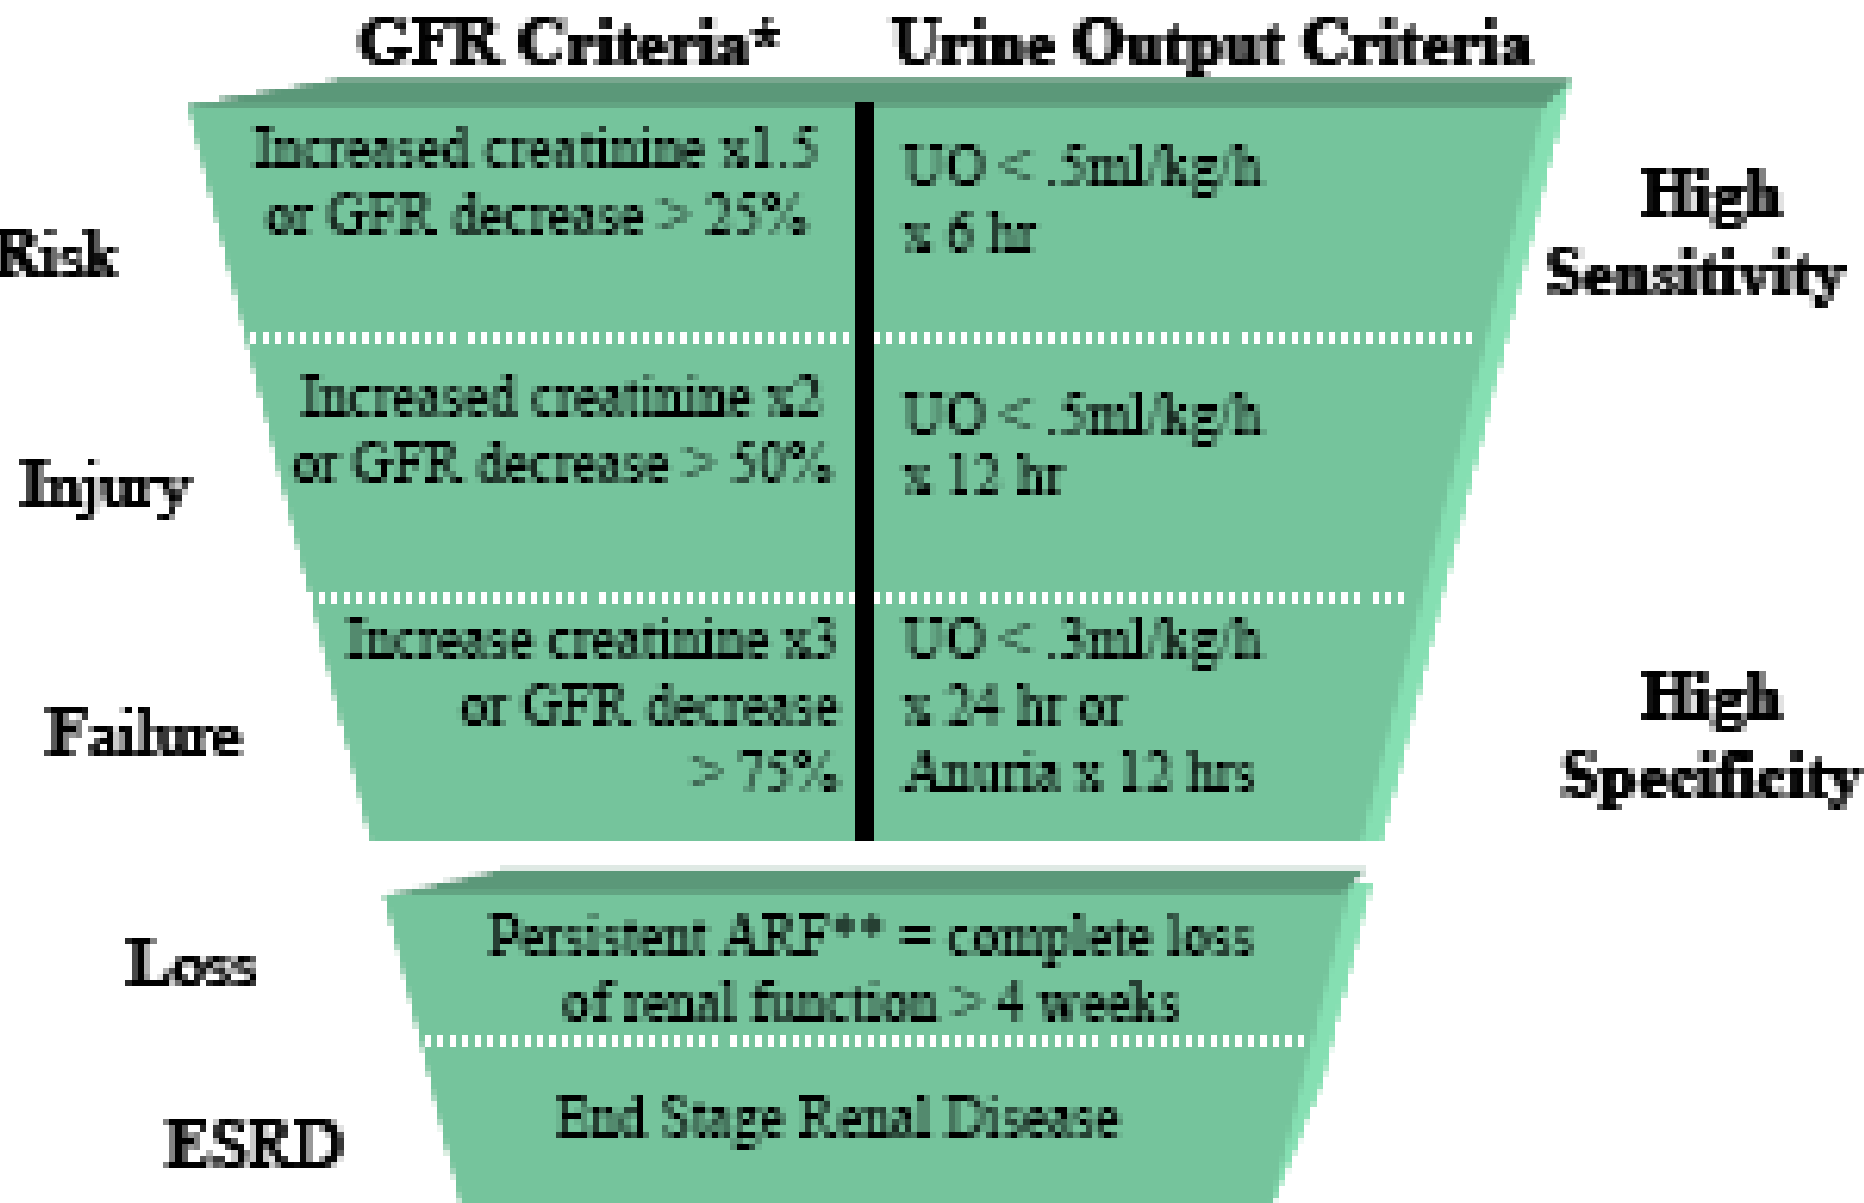 GFR Criteria*
Urine Output Criteria
Risk
Increased creatinine x1.5
or GFR decrease > 25%
UO < .5ml/kg/h
x 6 hr
High
Sensitivity
Injury
Increased creatinine x2
or GFR decrease > 50%
UO < .5ml/kg/h
x 12 hr
Failure
Increase creatinine x3
or GFR decrease
> 75%
UO < .3ml/kg/h
x 24 hr or
Anuria x 12 hrs
High
Specificity
Loss
Persistent ARF** = complete loss
of renal function > 4 weeks
ESRD
End Stage Renal Disease